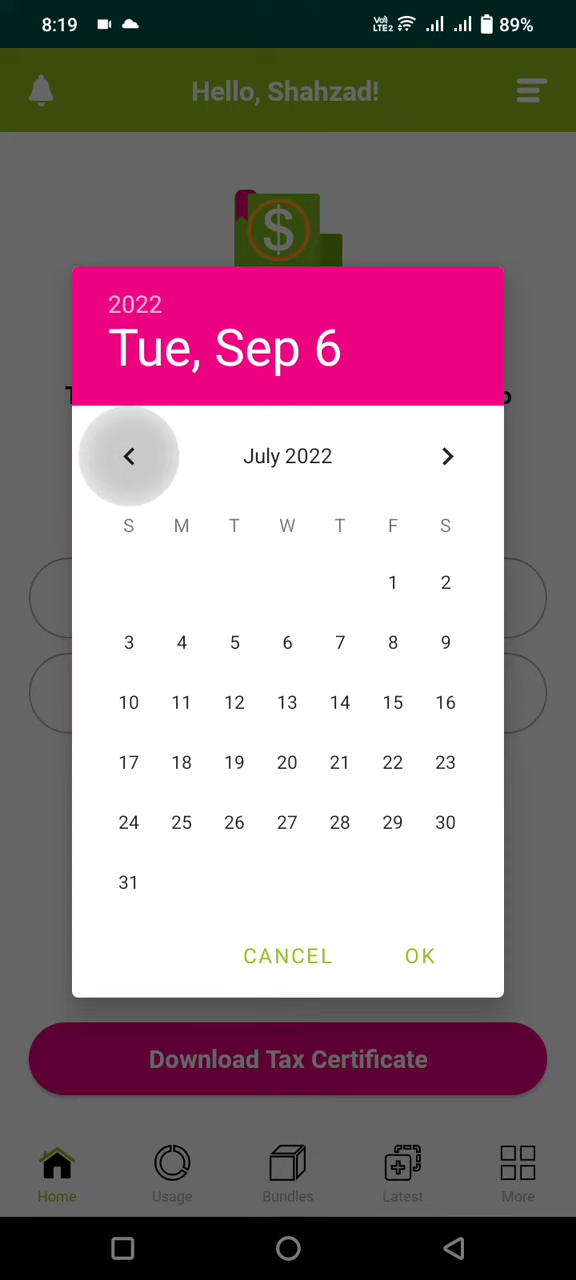 8:19 Vo) LTE2 89%
Hello, Shahzad!
$
2022
Tue, Sep 6
July 2022
S M T W T F S
1 2
3 4 5 6 7 8 9
10 11 12 13 14 15 16
17 18 19 20 21 22 23
24 25 26 27 28 29 30
31
CANCEL OK
Download Tax Certificate
Home Usage Bundles Latest More